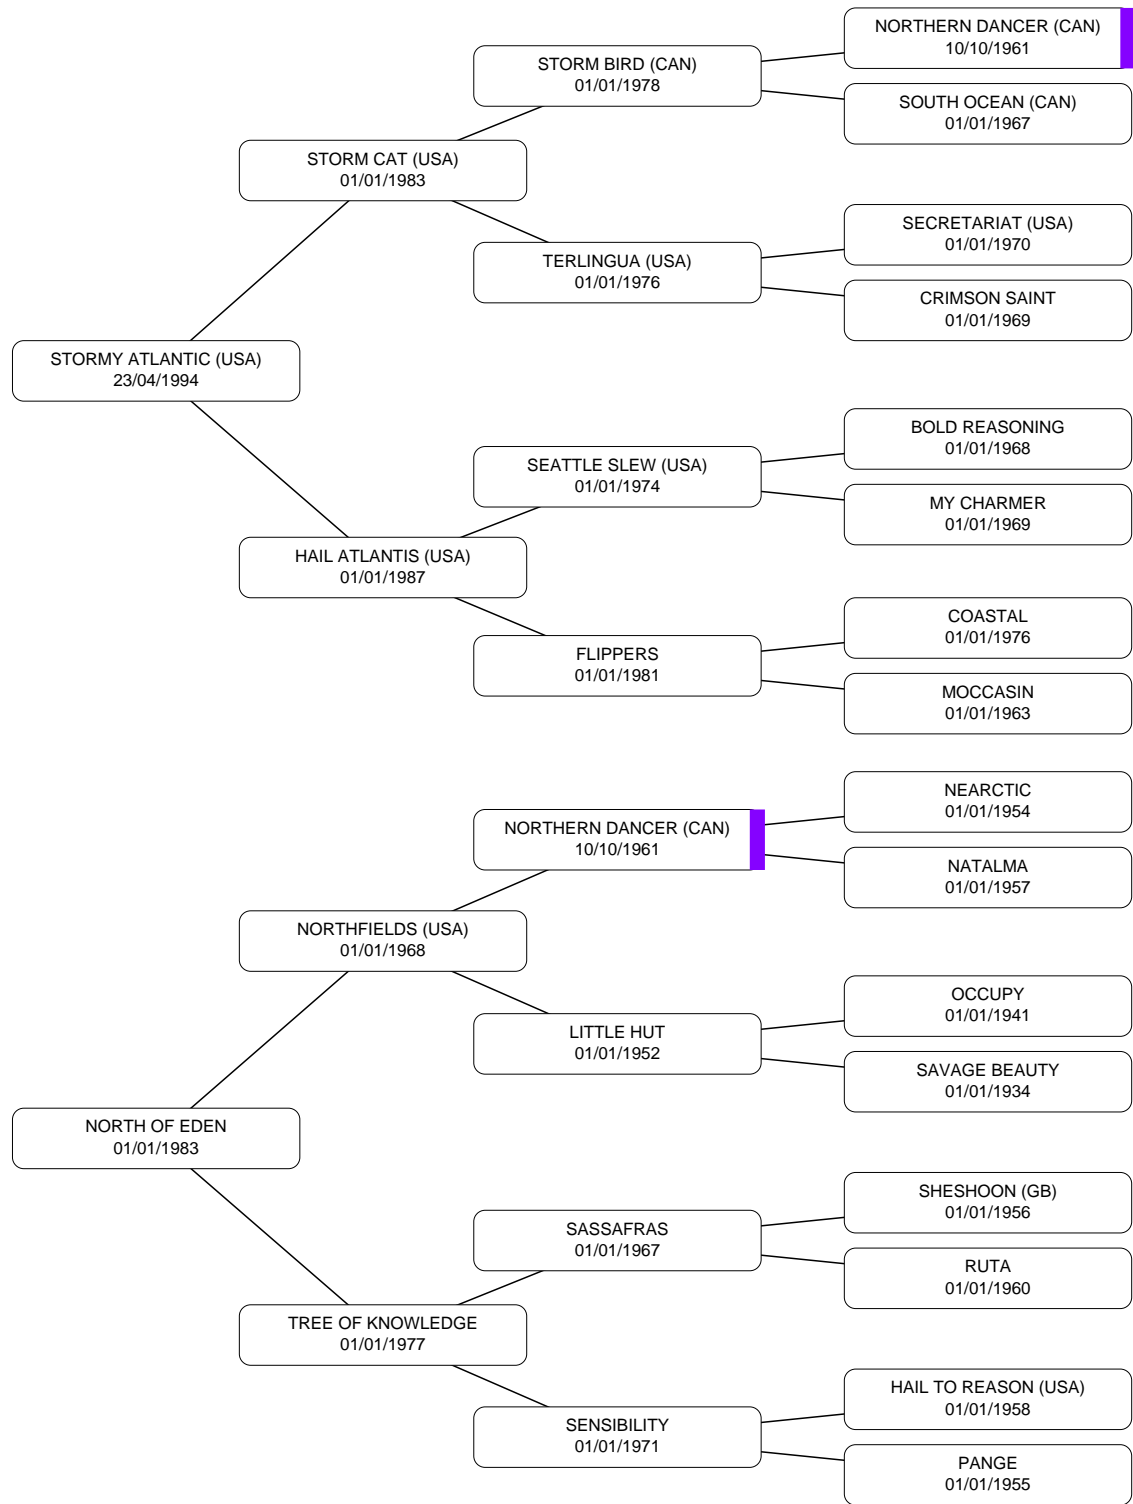 NORTHERN DANCER (CAN)
10/10/1961
STORM BIRD (CAN)
01/01/1978
SOUTH OCEAN (CAN)
01/01/1967
STORM CAT (USA)
01/01/1983
SECRETARIAT (USA)
01/01/1970
TERLINGUA (USA)
01/01/1976
CRIMSON SAINT
01/01/1969
STORMY ATLANTIC (USA)
23/04/1994
BOLD REASONING
01/01/1968
SEATTLE SLEW (USA)
01/01/1974
MY CHARMER
01/01/1969
HAIL ATLANTIS (USA)
01/01/1987
COASTAL
01/01/1976
FLIPPERS
01/01/1981
MOCCASIN
01/01/1963
NEARCTIC
01/01/1954
NORTHERN DANCER (CAN)
10/10/1961
NATALMA
01/01/1957
NORTHFIELDS (USA)
01/01/1968
OCCUPY
01/01/1941
LITTLE HUT
01/01/1952
SAVAGE BEAUTY
01/01/1934
NORTH OF EDEN
01/01/1983
SHESHOON (GB)
01/01/1956
SASSAFRAS
01/01/1967
RUTA
01/01/1960
TREE OF KNOWLEDGE
01/01/1977
HAIL TO REASON (USA)
01/01/1958
SENSIBILITY
01/01/1971
PANGE
01/01/1955